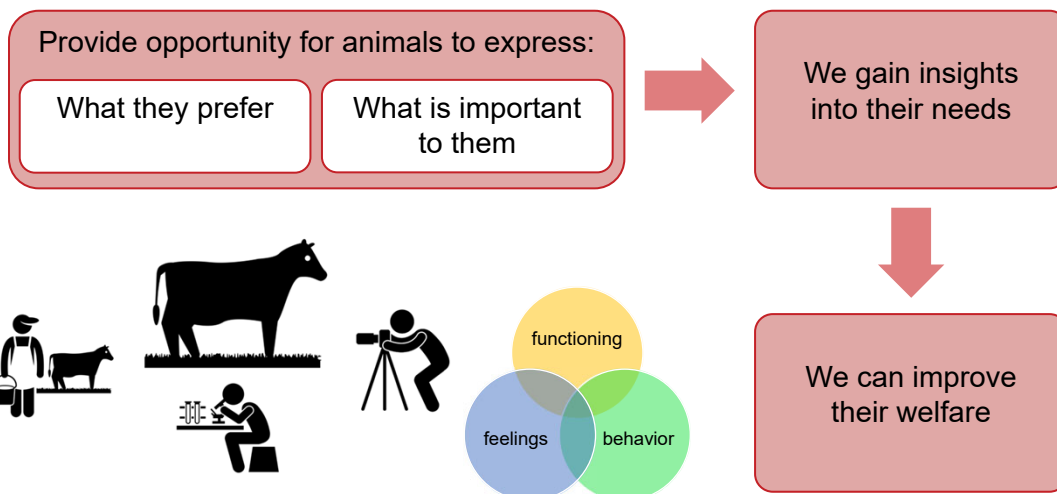 Provide opportunity for animals to express:
What they prefer
What is important
to them
We gain insights
into their needs
functioning
feelings
behavior
We can improve
their welfare